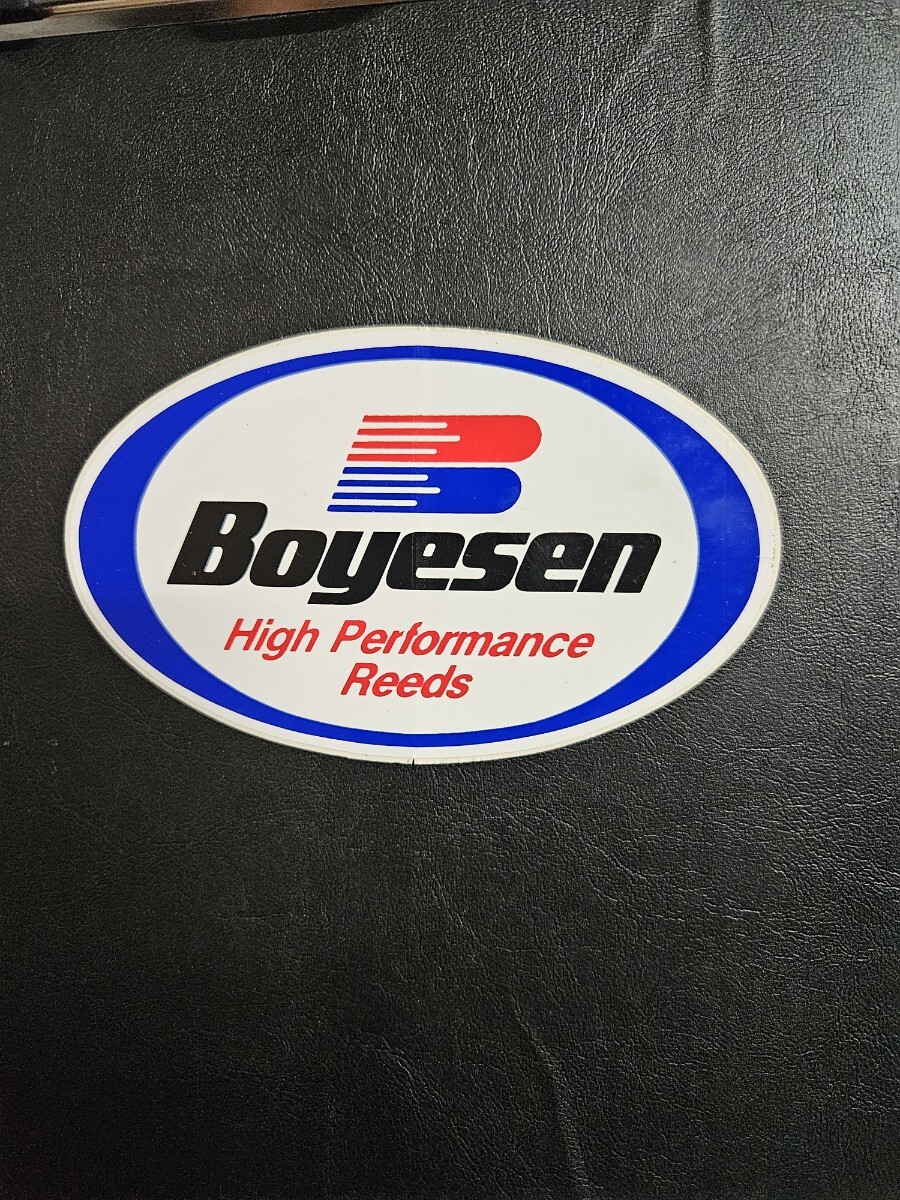 Boyesen
High Performance
Reeds